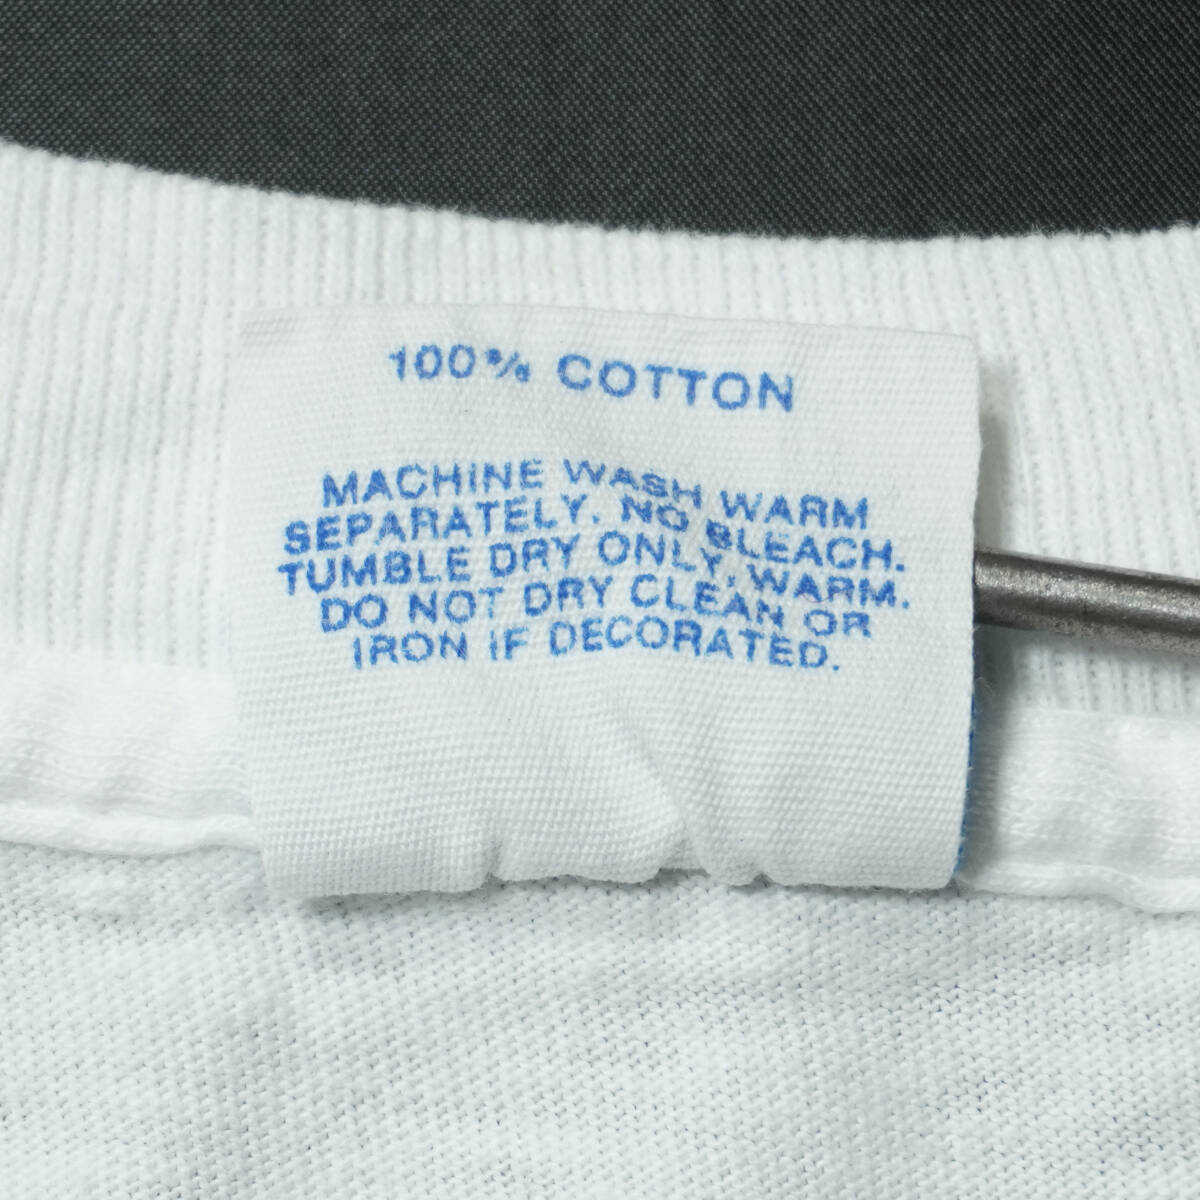 100% COTTON
MACHINE WASH WARM
SEPARATELY. NO BLEACH.
TUMBLE DRY ONLY, WARM.
DO NOT DRY CLEAN OR
IRON IF DECORATED.